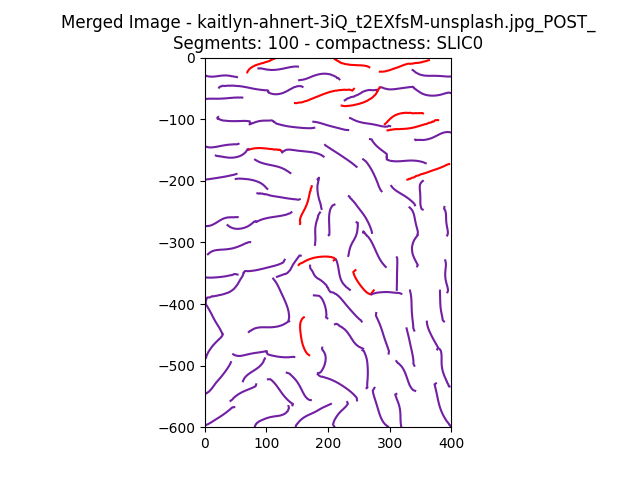 Merged Image - kaitlyn-ahnert-3iQ_t2EXfsM-unsplash.jpg_POST_
Segments: 100 - compactness: SLIC0
0
−100
−200
−300
−400
−500
−600
0 100 200 300 400